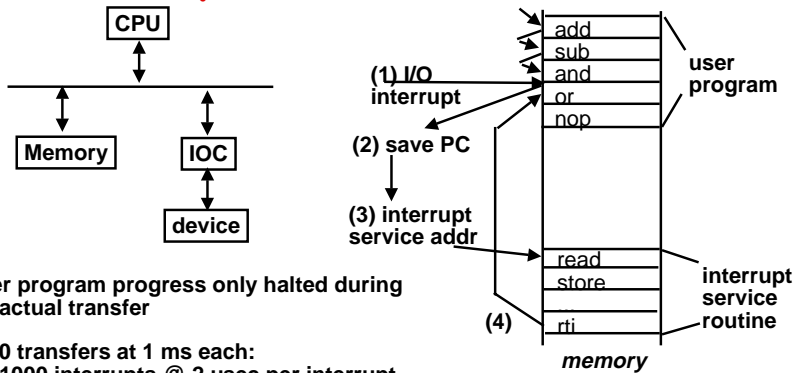 CPU
Memory
IOC
device
(1) I/O
interrupt
(2) save PC
(3) interrupt
service addr
(4)
add
sub
and
or
nop
user
program
read
store
...
rti
interrupt
service
routine
memory
er program progress only halted during
actual transfer
0 transfers at 1 ms each: